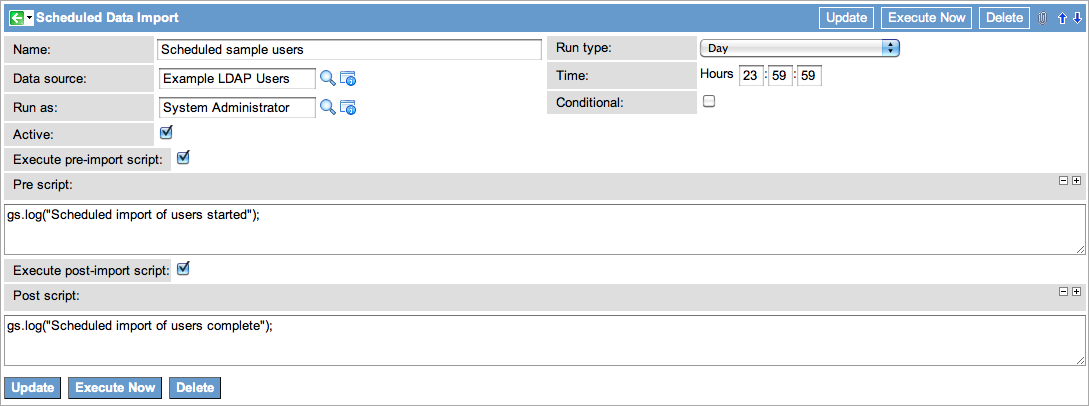 Scheduled Data Import
Update Execute Now Delete
Name: Scheduled sample users
Run type: Day
Data source: Example LDAP Users
Time: Hours 23 : 59 : 59
Run as: System Administrator
Conditional:
Active:
Execute pre-import script:
Pre script:
gs.log("Scheduled import of users started");
Execute post-import script:
Post script:
gs.log("Scheduled import of users complete");
Update Execute Now Delete